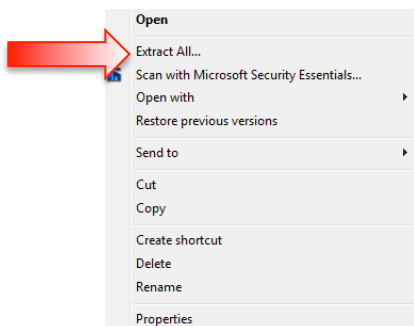 Open
Extract All...
Scan with Microsoft Security Essentials...
Open with
Restore previous versions
Send to
Cut
Copy
Create shortcut
Delete
Rename
Properties